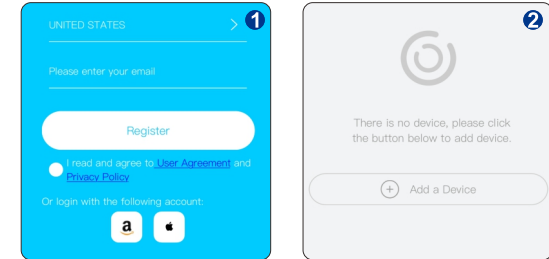 UNITED STATES
1
Please enter your email
Register
I read and agree to User Agreement and
Privacy Policy
Or login with the following account:
a
2
There is no device, please click
the button below to add device.
Add a Device